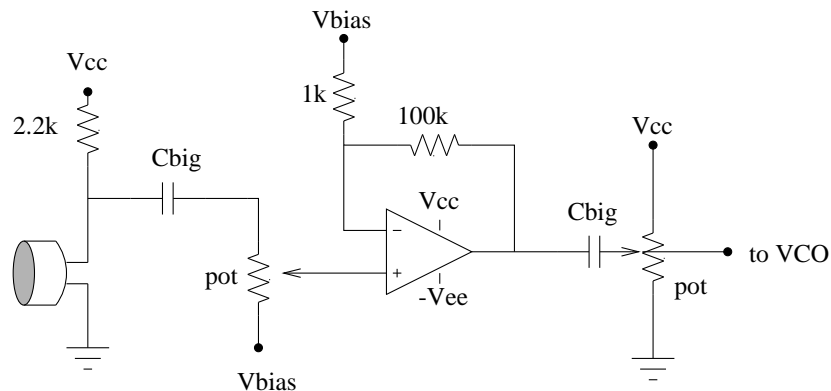 Vbias
Vcc
1k
100k
2.2k
Vcc
Cbig
Vcc
Cbig
−
to VCO
pot
+
pot
-Vee
Vbias